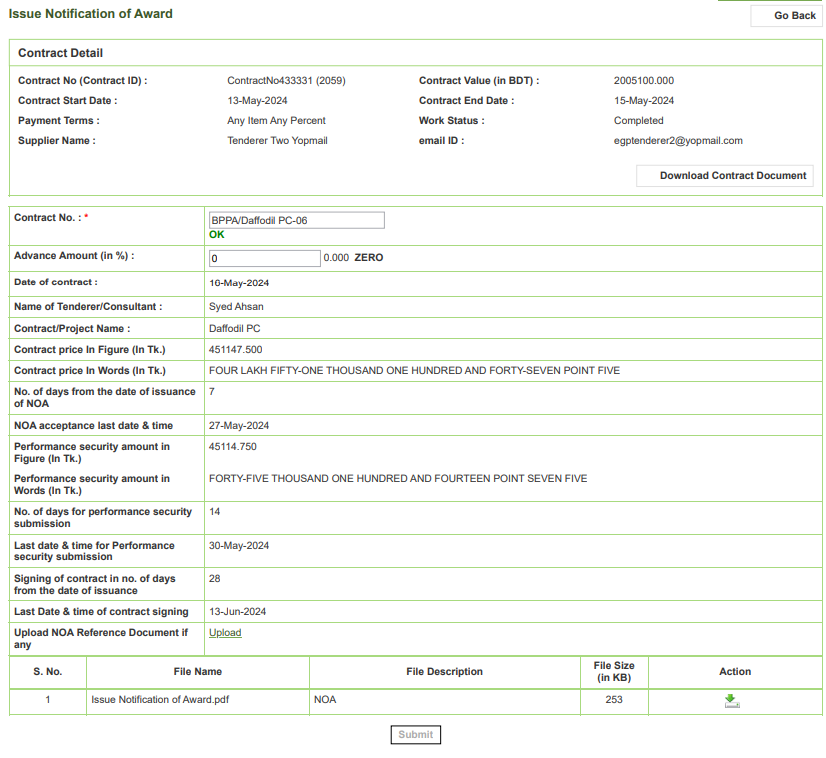 Issue Notification of Award
Go Back
Contract Detail
Contract No (Contract ID) : ContractNo433331 (2059) Contract Value (in BDT) : 2005100.000
Contract Start Date : 13-May-2024 Contract End Date : 15-May-2024
Payment Terms : Any Item Any Percent Work Status : Completed
Supplier Name : Tenderer Two Yopmail email ID : egptenderer2@yopmail.com
Download Contract Document
Contract No. : * BPPA/Daffodil PC-06
OK
Advance Amount (in %) : 0 0.000 ZERO
Date of contract : 16-May-2024
Name of Tenderer/Consultant : Syed Ahsan
Contract/Project Name : Daffodil PC
Contract price In Figure (In Tk.) 451147.500
Contract price In Words (In Tk.) FOUR LAKH FIFTY-ONE THOUSAND ONE HUNDRED AND FORTY-SEVEN POINT FIVE
No. of days from the date of issuance 7
of NOA
NOA acceptance last date & time 27-May-2024
Performance security amount in 45114.750
Figure (In Tk.)
Performance security amount in FORTY-FIVE THOUSAND ONE HUNDRED AND FOURTEEN POINT SEVEN FIVE
Words (In Tk.)
No. of days for performance security 14
submission
Last date & time for Performance 30-May-2024
security submission
Signing of contract in no. of days 28
from the date of issuance
Last Date & time of contract signing 13-Jun-2024
Upload NOA Reference Document if Upload
any
S. No. File Name File Description File Size (in KB) Action
1 Issue Notification of Award.pdf NOA 253
Submit